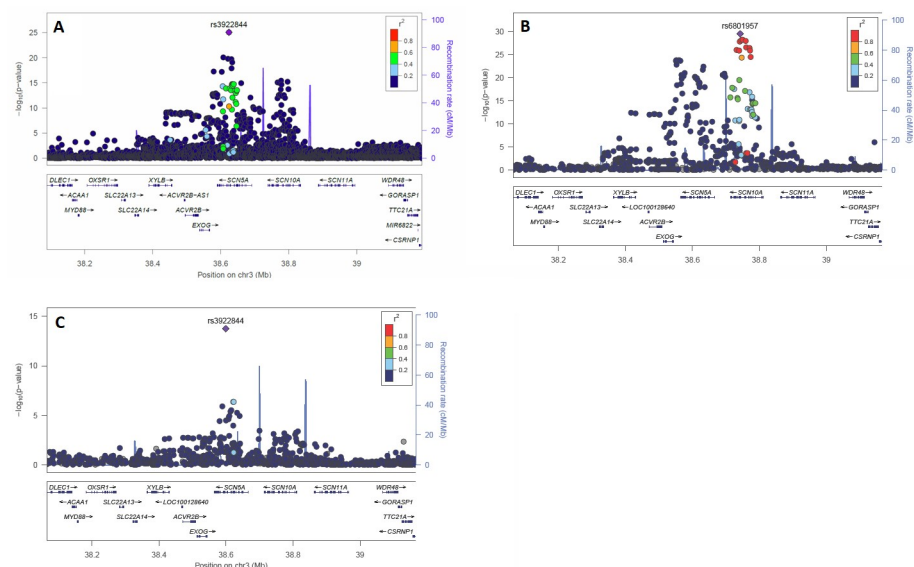 A
rs3922844
r²
0.8
0.6
0.4
0.2
25
20
15
10
5
0
−log₁₀(p−value)
100
80
60
40
20
0
Recombination rate (cM/Mb)
DLEC1→ OXSR1→ XYLB→ ←SCN5A ←SCN10A ←SCN11A WDR48→
←ACAA1 SLC22A13→ ACVR2B−AS1 ←GORASP1
MYD88→ SLC22A14→ ACVR2B→ TTC21A→
EXOG→ MIR6822→
←CSRNP1
38.2 38.4 38.6 38.8 39
Position on chr3 (Mb)
B
rs6801957
r²
0.8
0.6
0.4
0.2
30
25
20
15
10
5
0
−log₁₀(p−value)
100
80
60
40
20
0
Recombination rate (cM/Mb)
DLEC1→ OXSR1→ XYLB→ ←SCN5A ←SCN10A ←SCN11A WDR48→
←ACAA1 SLC22A13→ ←LOC100128640 ←GORASP1
MYD88→ SLC22A14→ ACVR2B→ TTC21A→
EXOG→ ←CSRNP1
38.2 38.4 38.6 38.8 39
C
rs3922844
r²
0.8
0.6
0.4
0.2
15
10
5
0
−log₁₀(p−value)
100
80
60
40
20
0
Recombination rate (cM/Mb)
DLEC1→ OXSR1→ XYLB→ ←SCN5A ←SCN10A ←SCN11A WDR48→
←ACAA1 SLC22A13→ ←LOC100128640 ←GORASP1
MYD88→ SLC22A14→ ACVR2B→ TTC21A→
EXOG→ ←CSRNP1
38.2 38.4 38.6 38.8 39
Position on chr3 (Mb)